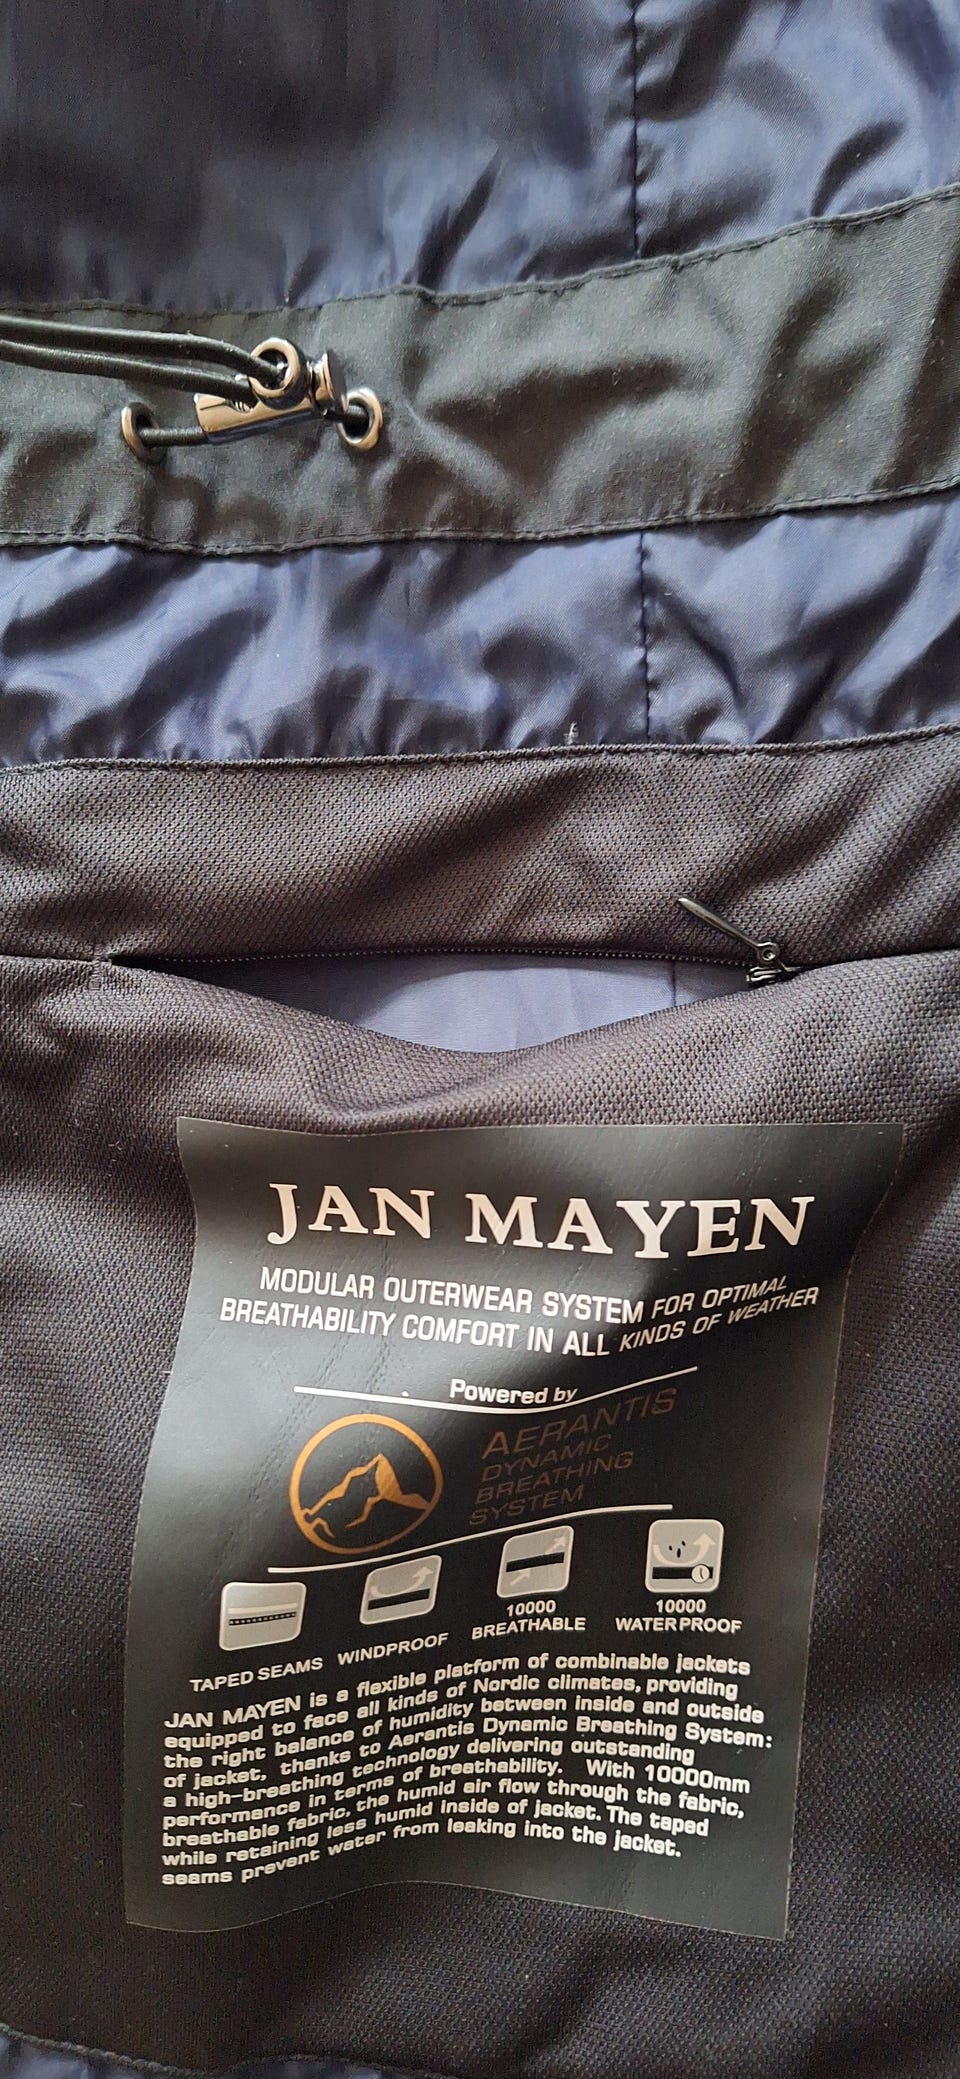 JAN MAYEN
MODULAR OUTERWEAR SYSTEM FOR OPTIMAL
BREATHABILITY COMFORT IN ALL KINDS OF WEATHER
Powered by
AERANTIS
DYNAMIC
BREATHING
SYSTEM
TAPED SEAMS
WINDPROOF
10000
BREATHABLE
10000
WATERPROOF
JAN MAYEN is a flexible platform of combinable jackets
equipped to face all kinds of Nordic climates, providing
the right balance of humidity between inside and outside
of jacket, thanks to Aerantis Dynamic Breathing System:
a high-breathing technology delivering outstanding
performance in terms of breathability. With 10000mm
breathable fabric, the humid air flow through the fabric,
while retaining less humid inside of jacket. The taped
seams prevent water from leaking into the jacket.